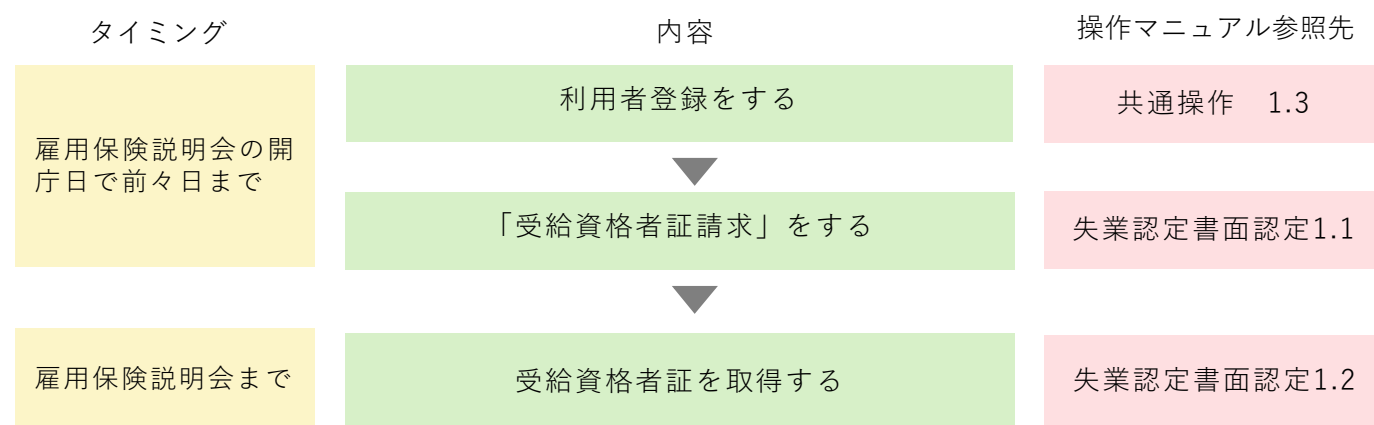 タイミング
内容
操作マニュアル参照先
雇用保険説明会の開
庁日で前々日まで
利用者登録をする
共通操作　1.3
「受給資格者証請求」をする
失業認定書面認定1.1
雇用保険説明会まで
受給資格者証を取得する
失業認定書面認定1.2